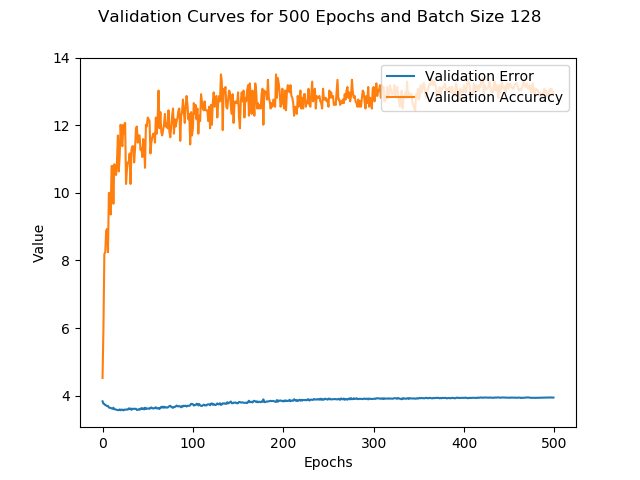 Validation Curves for 500 Epochs and Batch Size 128
14
12
10
8
6
4
Value
0
100
200
300
400
500
Epochs
Validation Error
Validation Accuracy